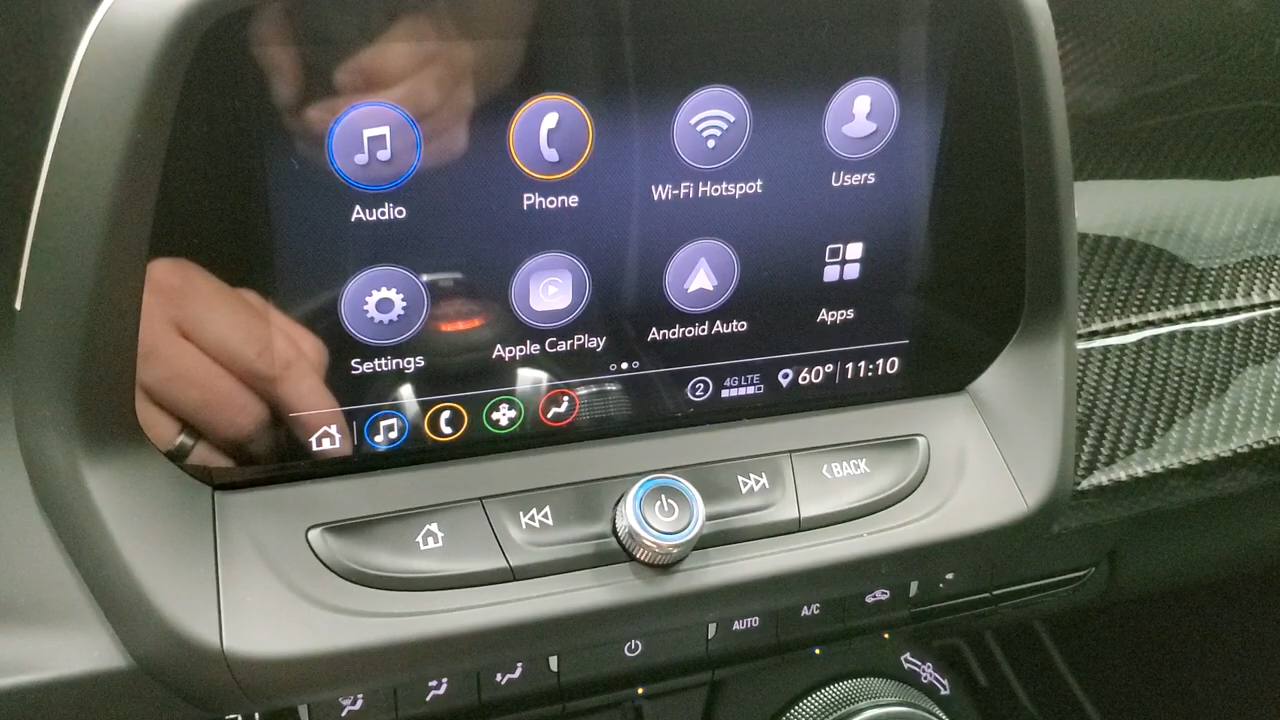 Audio
Phone
Wi-Fi Hotspot
Users
Settings
Apple CarPlay
Android Auto
Apps
2
4G LTE
60° 11:10
BACK
AUTO
A/C